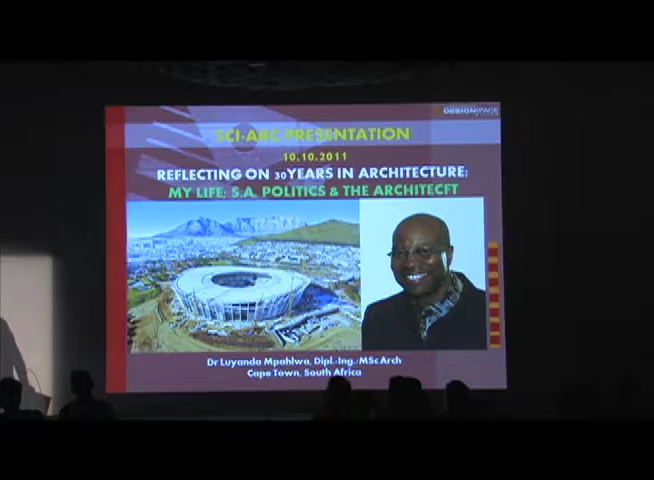 DESIGNSPACE
SCI-ARC PRESENTATION
10.10.2011
REFLECTING ON 30YEARS IN ARCHITECTURE:
MY LIFE; S.A. POLITICS & THE ARCHITECFT
Dr Luyanda Mpahlwa, Dipl.-Ing./MSc Arch
Cape Town, South Africa